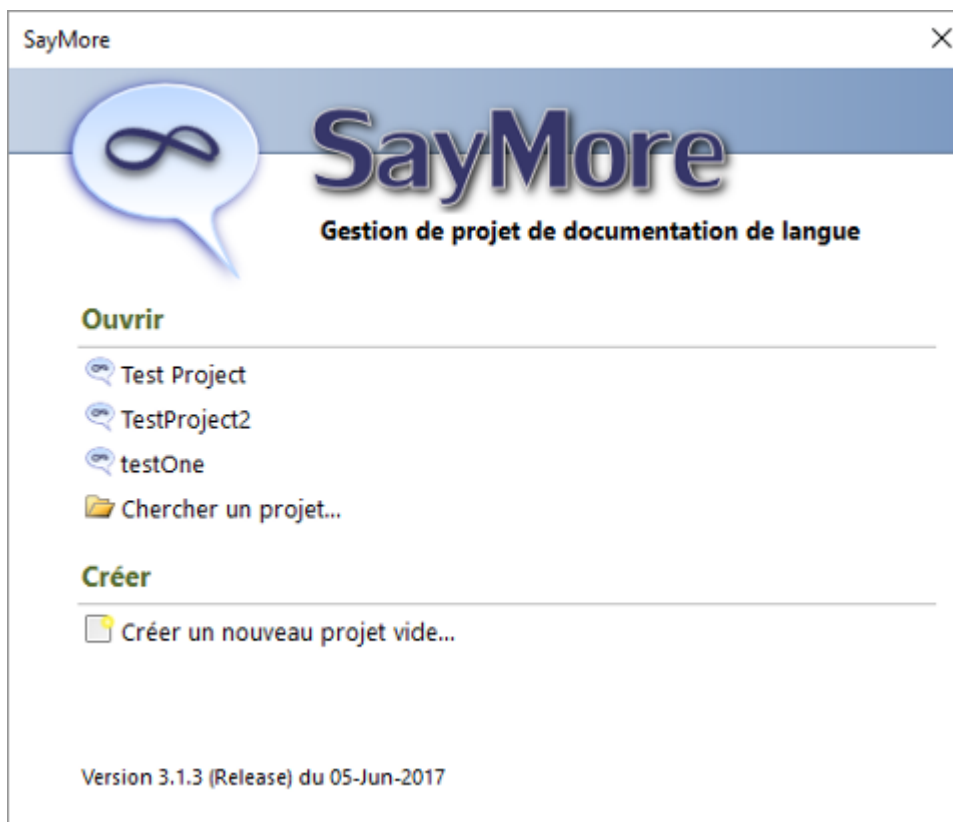 SayMore
SayMore
Gestion de projet de documentation de langue
Ouvrir
Test Project
TestProject2
testOne
Chercher un projet...
Créer
Créer un nouveau projet vide...
Version 3.1.3 (Release) du 05-Jun-2017